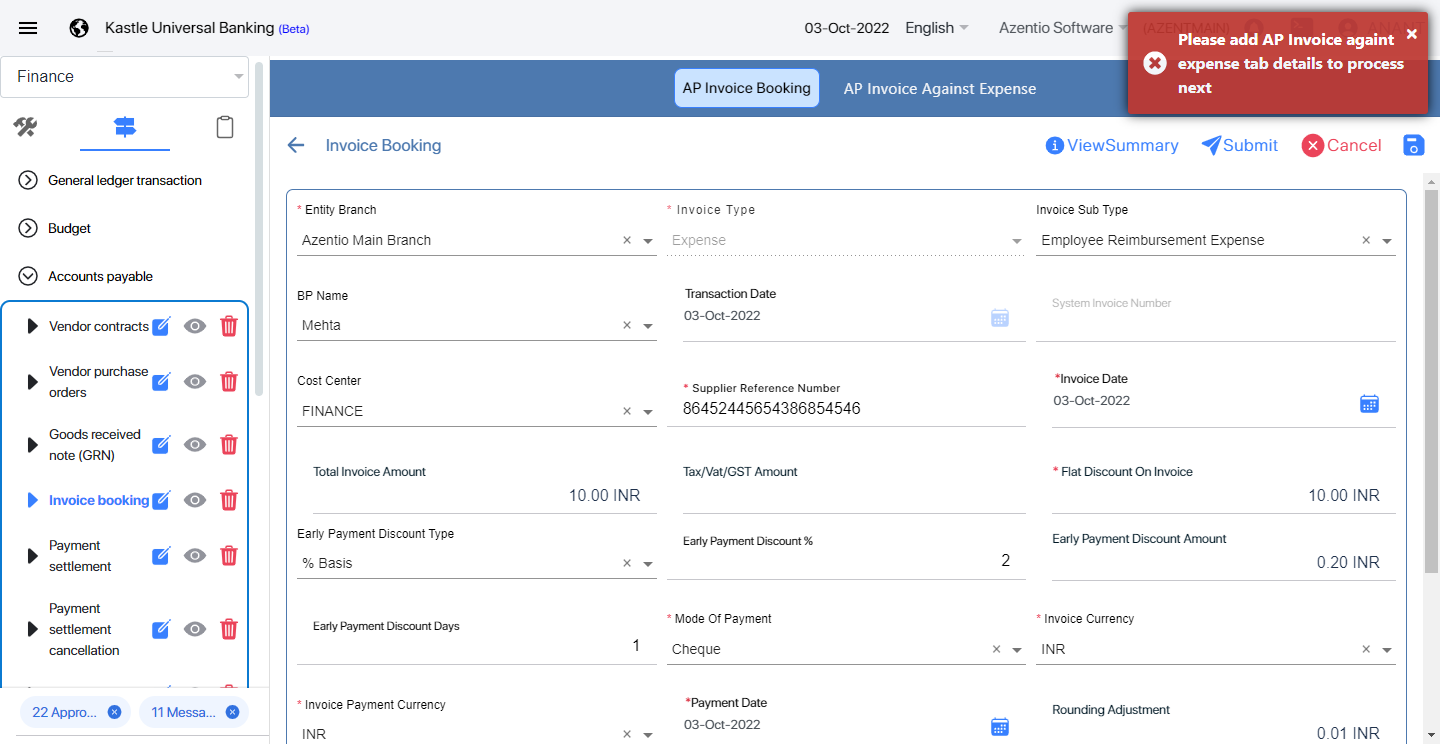 Kastle Universal Banking (Beta)
03-Oct-2022
English
Azentio Software
(AZENTMAIN)
Please add AP Invoice againt
expense tab details to process
next
Finance
AP Invoice Booking
AP Invoice Against Expense
Invoice Booking
ViewSummary
Submit
Cancel
General ledger transaction
Budget
Accounts payable
Vendor contracts
Vendor purchase
orders
Goods received
note (GRN)
Invoice booking
Payment
settlement
Payment
settlement
cancellation
22 Appro...
11 Messa...
* Entity Branch
Azentio Main Branch
* Invoice Type
Expense
Invoice Sub Type
Employee Reimbursement Expense
BP Name
Mehta
Transaction Date
03-Oct-2022
System Invoice Number
Cost Center
FINANCE
* Supplier Reference Number
86452445654386854546
*Invoice Date
03-Oct-2022
Total Invoice Amount
10.00 INR
Tax/Vat/GST Amount
* Flat Discount On Invoice
10.00 INR
Early Payment Discount Type
% Basis
Early Payment Discount %
2
Early Payment Discount Amount
0.20 INR
Early Payment Discount Days
1
* Mode Of Payment
Cheque
* Invoice Currency
INR
* Invoice Payment Currency
INR
*Payment Date
03-Oct-2022
Rounding Adjustment
0.01 INR